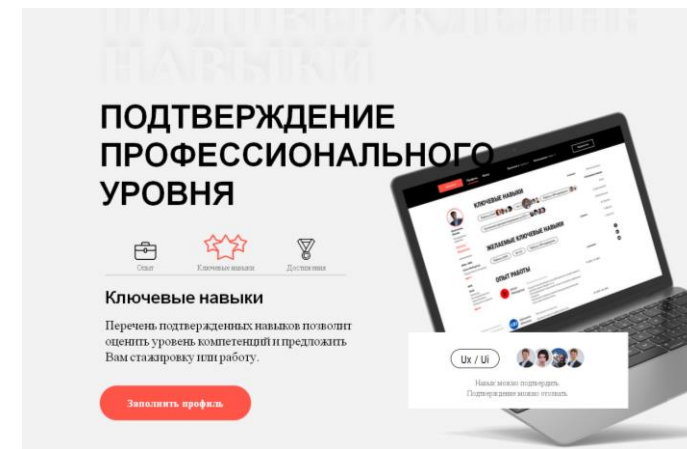 ПОДТВЕРЖДЕНИЕ
НАВЫКИ
ПОДТВЕРЖДЕНИЕ
ПРОФЕССИОНАЛЬНОГО
УРОВНЯ
Опыт
Ключевые навыки
Достижения
Ключевые навыки
Перечень подтвержденных навыков позволит
оценить уровень компетенций и предложить
Вам стажировку или работу.
Заполнить профиль
КЛЮЧЕВЫЕ НАВЫКИ
ЖЕЛАЕМЫЕ КЛЮЧЕВЫЕ НАВЫКИ
ОПЫТ РАБОТЫ
Ux / Ui
Навык можно подтвердить.
Подтверждение можно отозвать.